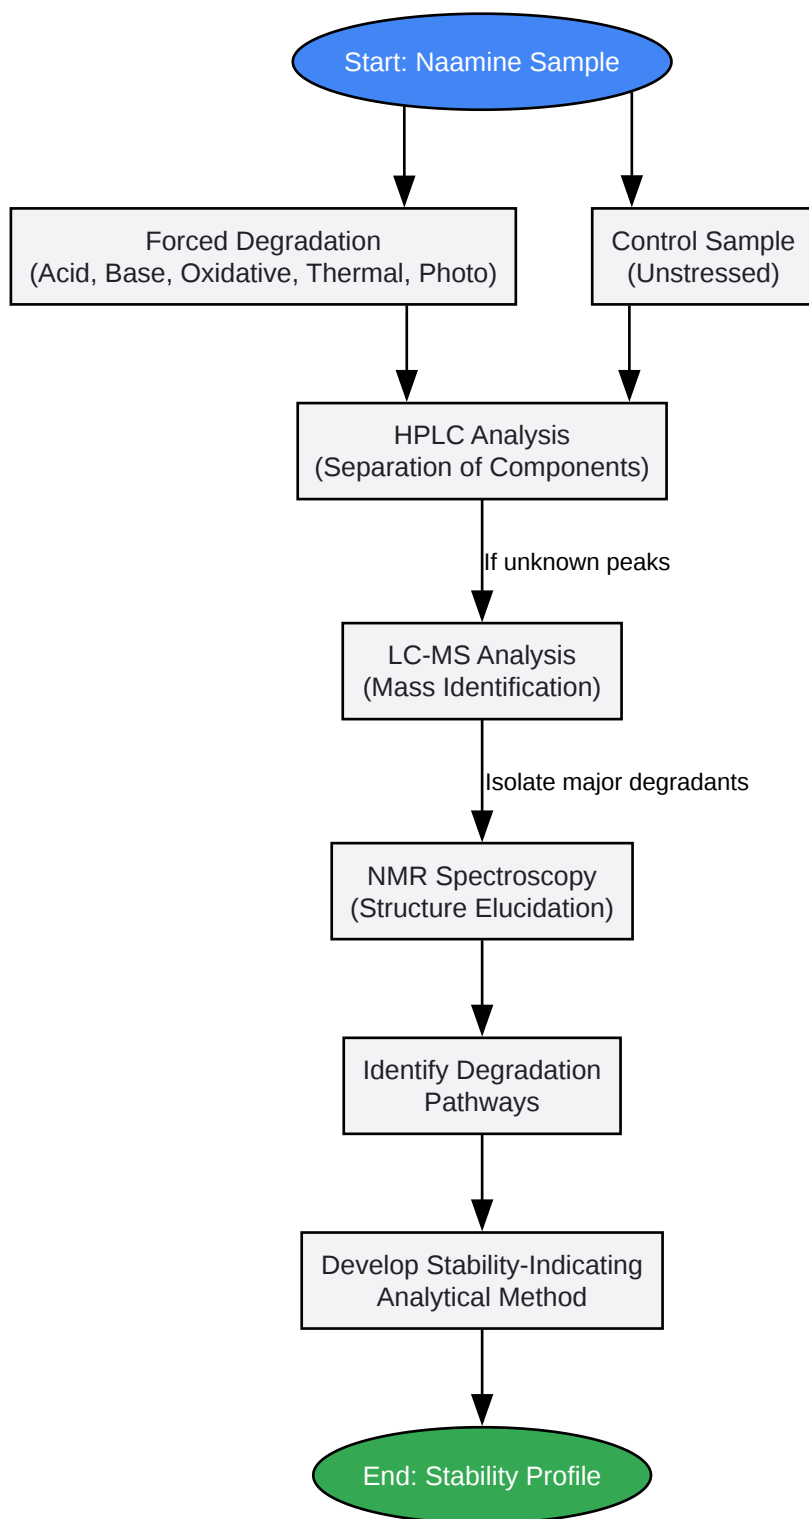 Start: Naamine Sample
Forced Degradation
(Acid, Base, Oxidative, Thermal, Photo)
Control Sample
(Unstressed)
HPLC Analysis
(Separation of Components)
If unknown peaks
LC-MS Analysis
(Mass Identification)
Isolate major degradants
NMR Spectroscopy
(Structure Elucidation)
Identify Degradation
Pathways
Develop Stability-Indicating
Analytical Method
End: Stability Profile